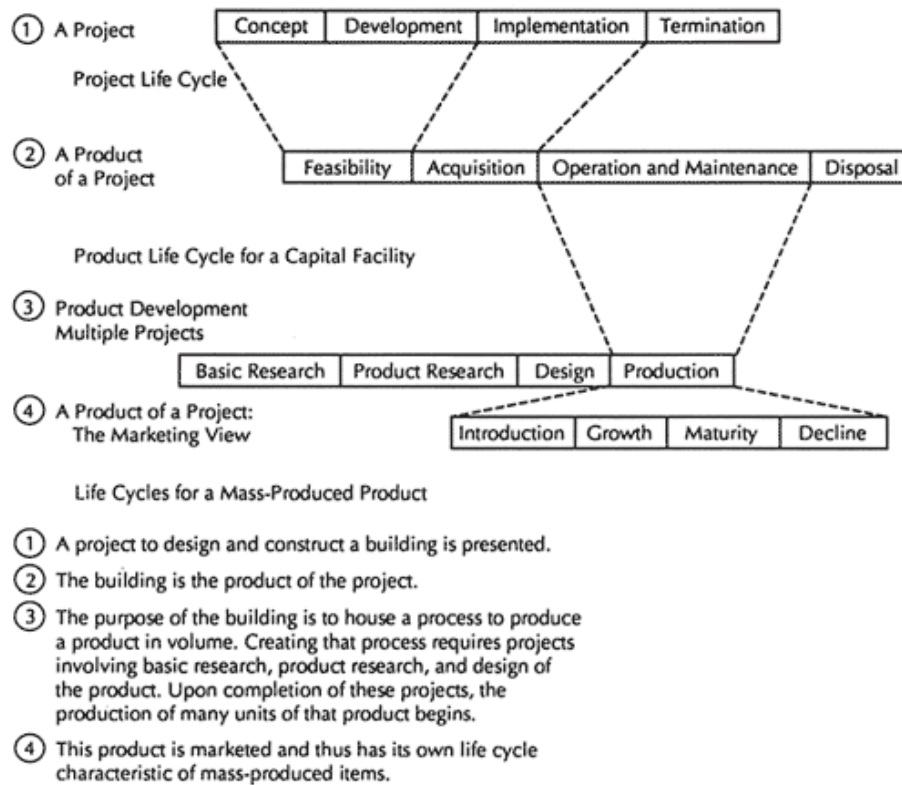 ① A Project
Concept
Development
Implementation
Termination
Project Life Cycle
② A Product
of a Project
Feasibility
Acquisition
Operation and Maintenance
Disposal
Product Life Cycle for a Capital Facility
③ Product Development
Multiple Projects
Basic Research
Product Research
Design
Production
④ A Product of a Project:
The Marketing View
Introduction
Growth
Maturity
Decline
Life Cycles for a Mass-Produced Product
① A project to design and construct a building is presented.
② The building is the product of the project.
③ The purpose of the building is to house a process to produce
a product in volume. Creating that process requires projects
involving basic research, product research, and design of
the product. Upon completion of these projects, the
production of many units of that product begins.
④ This product is marketed and thus has its own life cycle
characteristic of mass-produced items.